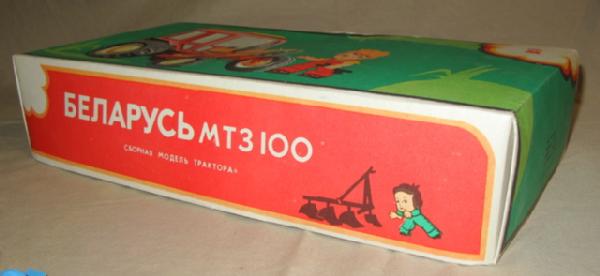 БЕЛАРУСЬ МТЗ 100
СБОРНАЯ МОДЕЛЬ ТРАКТОРА